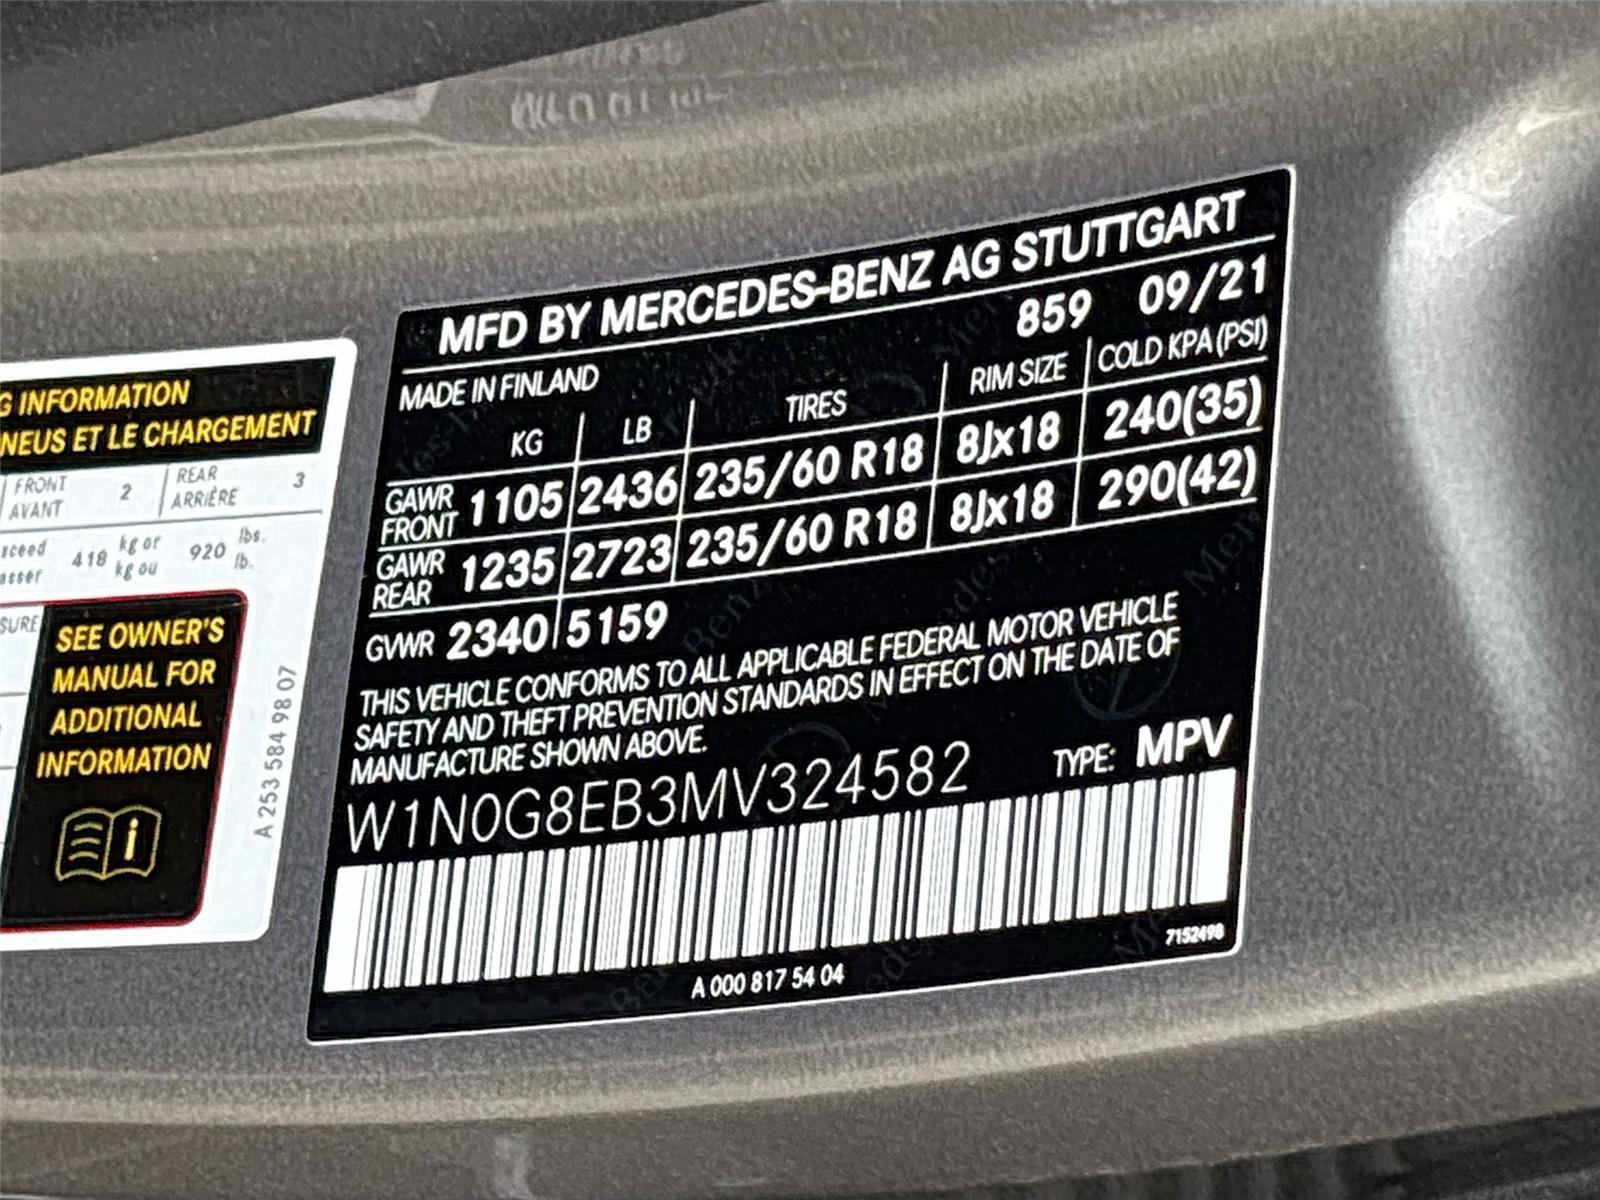 G INFORMATION
NEUS ET LE CHARGEMENT
FRONT
AVANT
2
REAR
ARRIÈRE
3
418 kg or
kg ou
920 lbs.
lb.
SEE OWNER'S
MANUAL FOR
ADDITIONAL
INFORMATION
A 253 584 98 07
MFD BY MERCEDES-BENZ AG STUTTGART
859 09/21
MADE IN FINLAND
KG LB TIRES RIM SIZE COLD KPA (PSI)
GAWR
FRONT 1105 2436 235/60 R18 8Jx18 240(35)
GAWR
REAR 1235 2723 235/60 R18 8Jx18 290(42)
GVWR 2340 5159
THIS VEHICLE CONFORMS TO ALL APPLICABLE FEDERAL MOTOR VEHICLE
SAFETY AND THEFT PREVENTION STANDARDS IN EFFECT ON THE DATE OF
MANUFACTURE SHOWN ABOVE.
W1N0G8EB3MV324582 TYPE: MPV
7152498
A 000 817 54 04